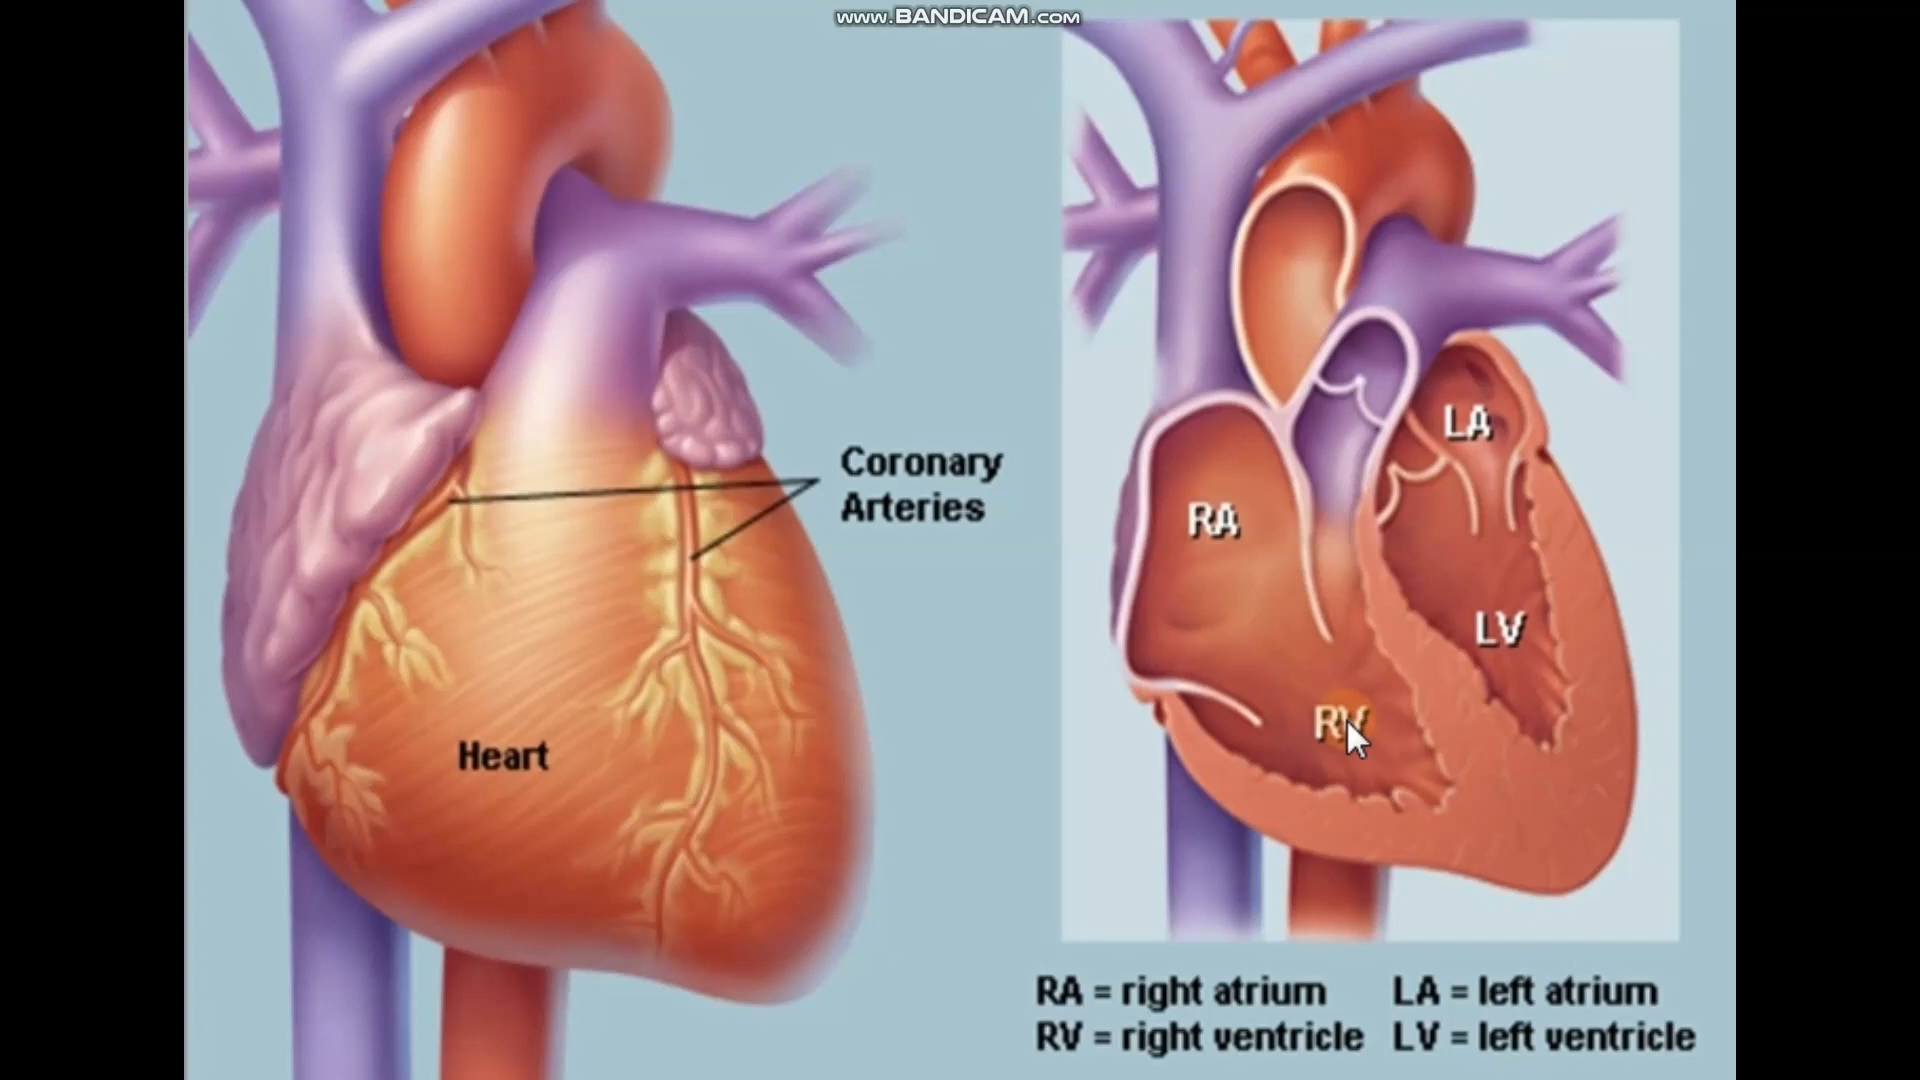 www.BANDICAM.com
Coronary
Arteries
Heart
LA
RA
LV
RV
RA = right atrium LA = left atrium
RV = right ventricle LV = left ventricle